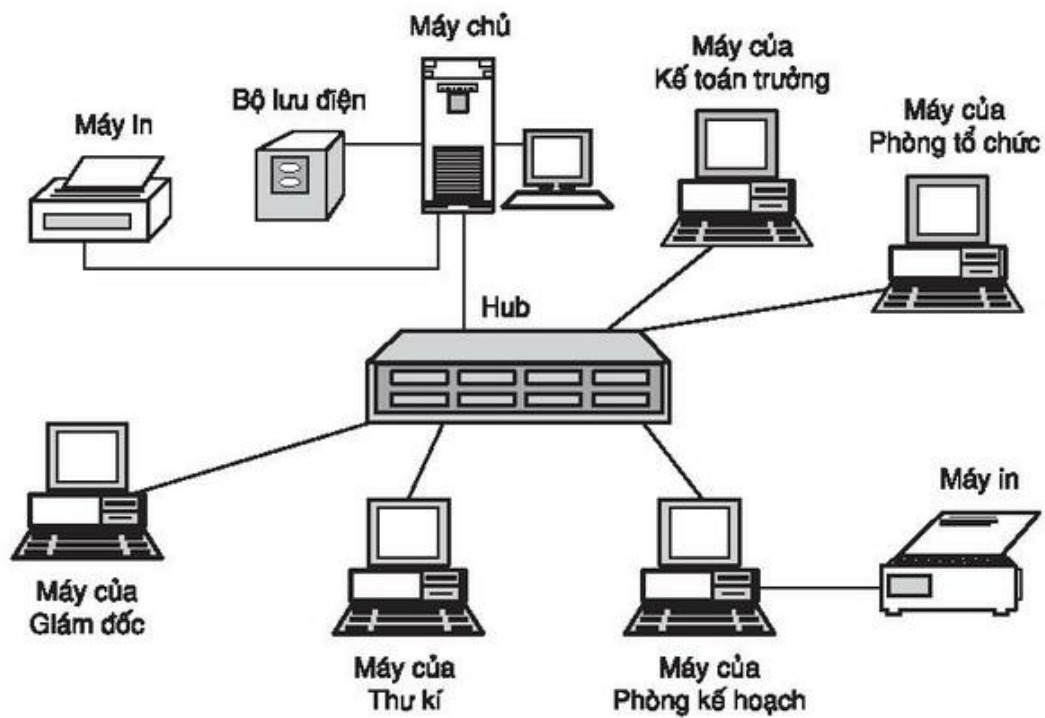 Máy chủ
Máy của
Kế toán trưởng
Bộ lưu điện
Máy in
Máy của
Phòng tổ chức
Hub
Máy in
Máy của
Giám đốc
Máy của
Thư kí
Máy của
Phòng kế hoạch